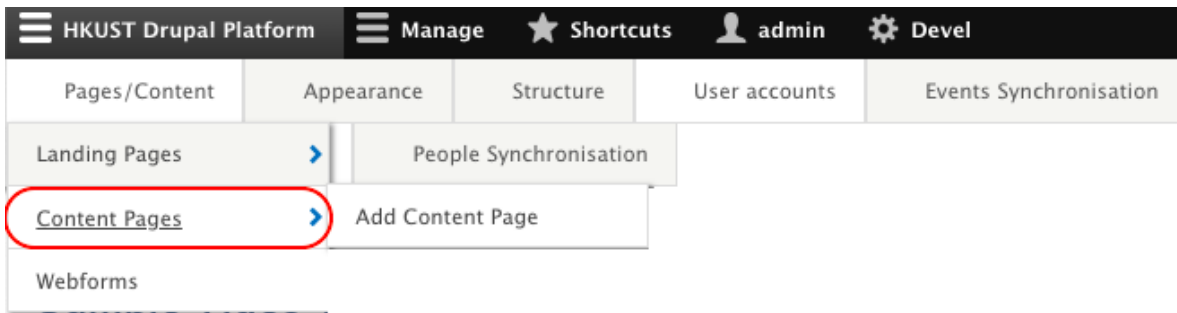 HKUST Drupal Platform Manage Shortcuts admin Devel
Pages/Content Appearance Structure User accounts Events Synchronisation
Landing Pages People Synchronisation
Content Pages Add Content Page
Webforms